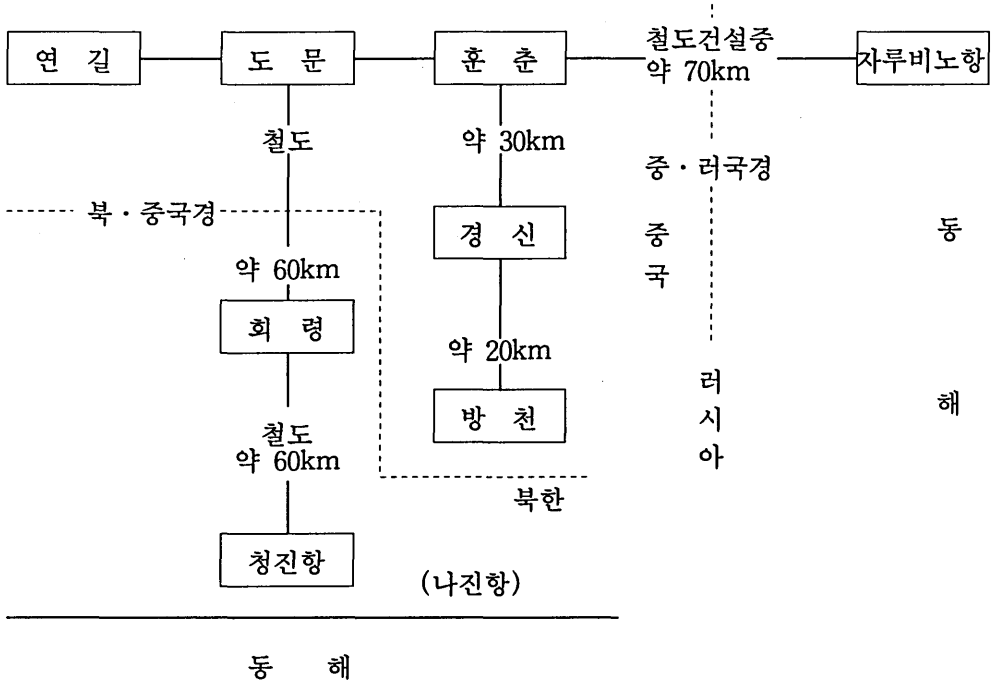 연 길
도 문
훈 춘
철도건설중
약 70km
자루비노항
철도
약 30km
중 · 러국경
북 · 중국경
경 신
중
국
동
약 60km
회 령
약 20km
러
시
아
해
방 천
철도
약 60km
북한
청진항
(나진항)
동 해